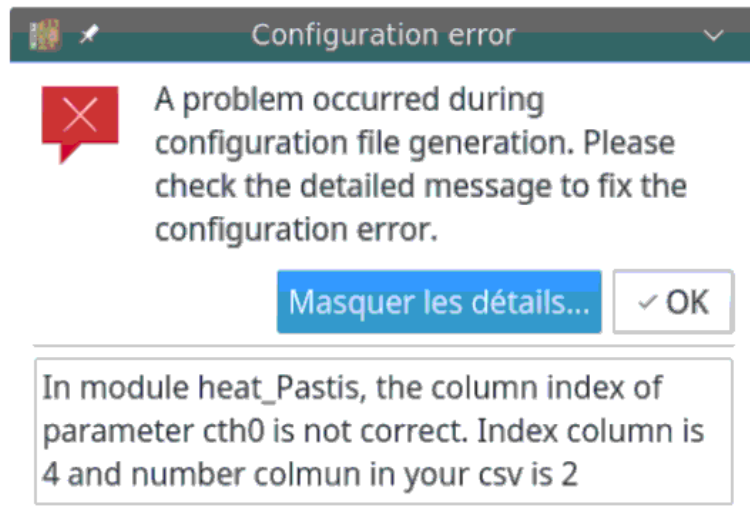 Configuration error
A problem occurred during
configuration file generation. Please
check the detailed message to fix the
configuration error.
Masquer les détails...
OK
In module heat_Pastis, the column index of
parameter cth0 is not correct. Index column is
4 and number colmun in your csv is 2